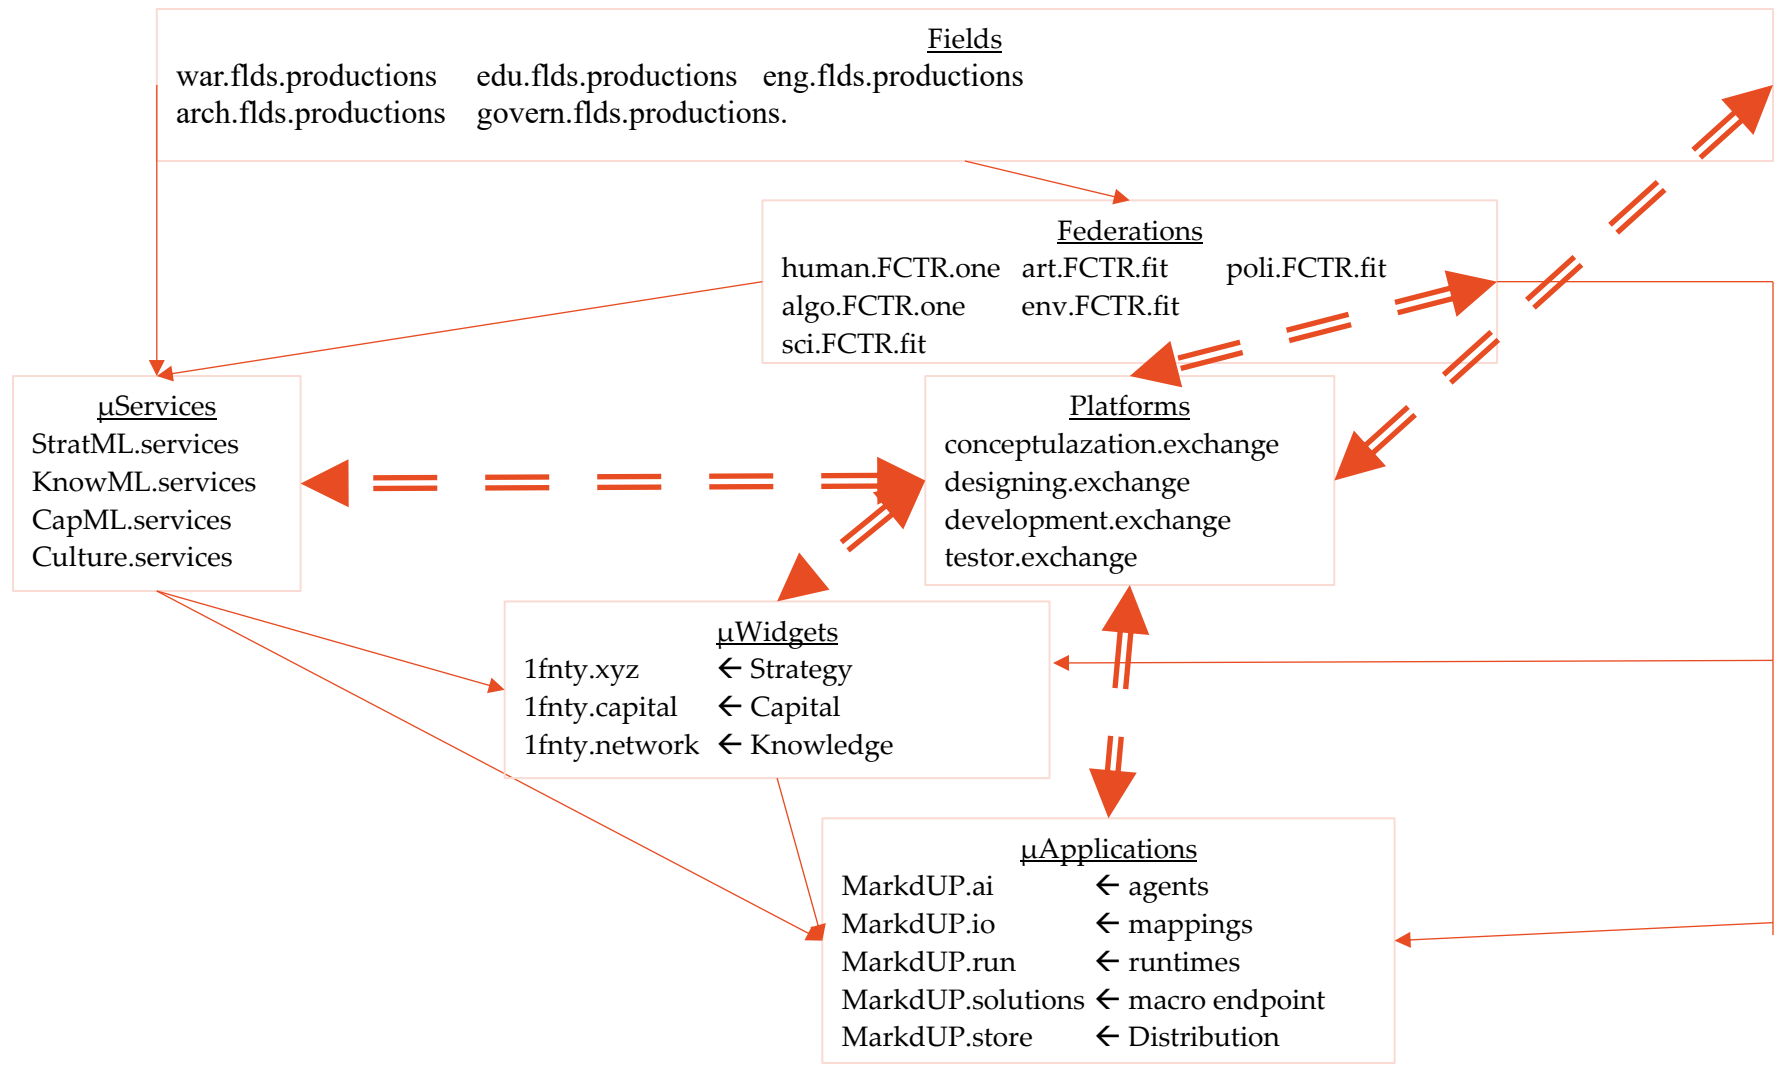 Fields
war.flds.productions edu.flds.productions eng.flds.productions
arch.flds.productions govern.flds.productions.
Federations
human.FCTR.one art.FCTR.fit poli.FCTR.fit
algo.FCTR.one env.FCTR.fit
sci.FCTR.fit
µServices
StratML.services
KnowML.services
CapML.services
Culture.services
Platforms
conceptulazation.exchange
designing.exchange
development.exchange
testor.exchange
µWidgets
1fnty.xyz ← Strategy
1fnty.capital ← Capital
1fnty.network ← Knowledge
µApplications
MarkdUP.ai ← agents
MarkdUP.io ← mappings
MarkdUP.run ← runtimes
MarkdUP.solutions ← macro endpoint
MarkdUP.store ← Distribution